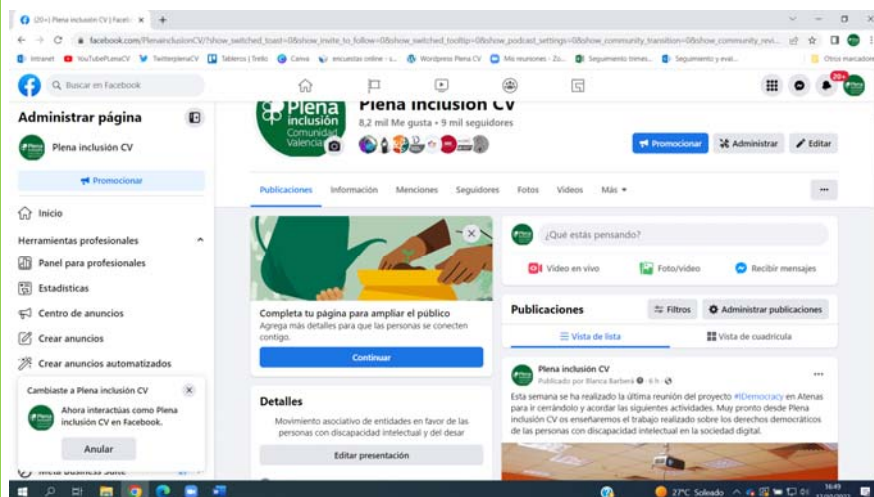 (20+) Plena inclusión CV | Faceb
facebook.com/PlenainclusionCV/?show_switched_toast=0&show_invite_to_follow=0&show_switched_tooltip=0&show_podcast_settings=0&show_community_transition=0&show_community_revi...
Intranet YouTubePlenaCV TwitterplenaCV Tableros | Trello Canva encuestas online - s... Wordpress Plena CV Mis reuniones - Zo... Seguimento trimes... Seguimento y eval... Otros marcadores
Buscar en Facebook
20+
Administrar página
Plena inclusión CV
Promocionar
Inicio
Herramientas profesionales
Panel para profesionales
Estadísticas
Centro de anuncios
Crear anuncios
Crear anuncios automatizados
Cambiaste a Plena inclusión CV
Ahora interactúas como Plena
inclusión CV en Facebook.
Anular
Meta Business Suite
Plena
inclusión
Comunidad
Valencia
Plena inclusión CV
8,2 mil Me gusta • 9 mil seguidores
Promocionar Administrar Editar
Publicaciones Información Menciones Seguidores Fotos Videos Más
Completa tu página para ampliar el público
Agrega más detalles para que las personas se conecten
contigo.
Continuar
Detalles
Movimiento asociativo de entidades en favor de las
personas con discapacidad intelectual y del desar
Editar presentación
¿Qué estás pensando?
Video en vivo Foto/video Recibir mensajes
Publicaciones Filtros Administrar publicaciones
Vista de lista Vista de cuadrícula
Plena inclusión CV
Publicado por Blanca Barberá · 6 h ·
Esta semana se ha realizado la última reunión del proyecto #IDemocracy en Atenas
para ir cerrándolo y acordar las siguientes actividades. Muy pronto desde Plena
inclusión CV os enseñaremos el trabajo realizado sobre los derechos democráticos
de las personas con discapacidad intelectual en la sociedad digital.
27°C Soleado
16:49